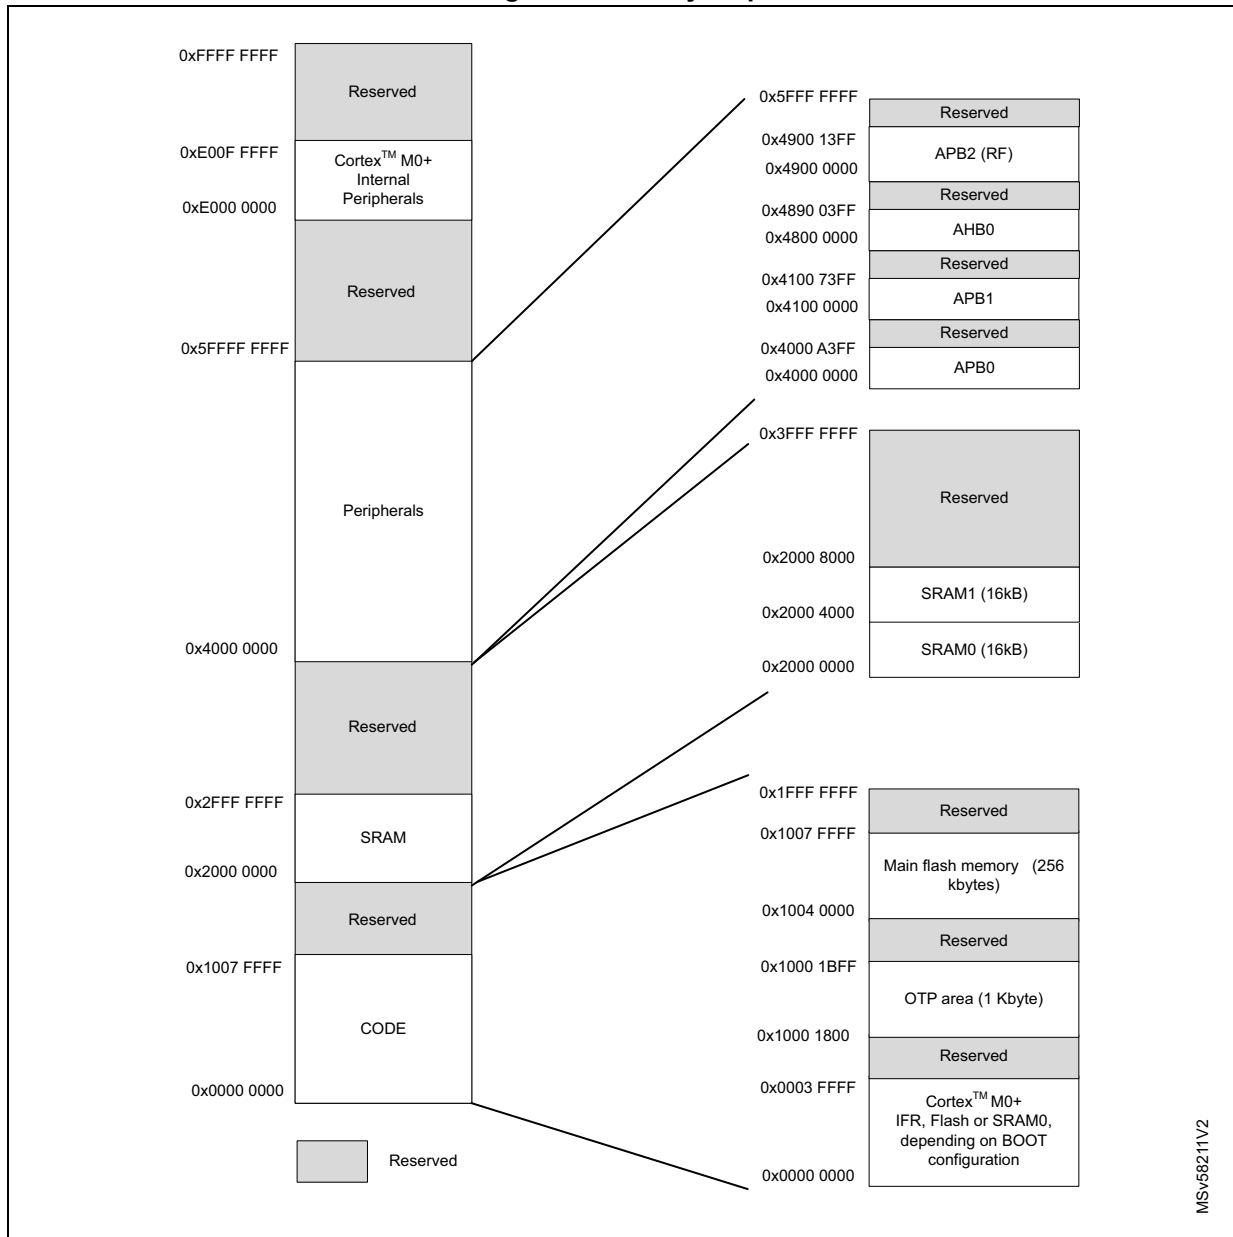 0xFFFF FFFF
Reserved
0xE00F FFFF
Cortex™ M0+
Internal
Peripherals
0xE000 0000
Reserved
0x5FFFF FFFF
Peripherals
0x4000 0000
Reserved
0x2FFF FFFF
SRAM
0x2000 0000
Reserved
0x1007 FFFF
CODE
0x0000 0000
Reserved
0x5FFF FFFF
Reserved
0x4900 13FF
APB2 (RF)
0x4900 0000
Reserved
0x4890 03FF
AHB0
0x4800 0000
Reserved
0x4100 73FF
APB1
0x4100 0000
Reserved
0x4000 A3FF
APB0
0x4000 0000
0x3FFF FFFF
Reserved
0x2000 8000
SRAM1 (16kB)
0x2000 4000
SRAM0 (16kB)
0x2000 0000
0x1FFF FFFF
Reserved
0x1007 FFFF
Main flash memory (256
kbytes)
0x1004 0000
Reserved
0x1000 1BFF
OTP area (1 Kbyte)
0x1000 1800
Reserved
0x0003 FFFF
Cortex™ M0+
IFR, Flash or SRAM0,
depending on BOOT
configuration
0x0000 0000
MSv58211V2